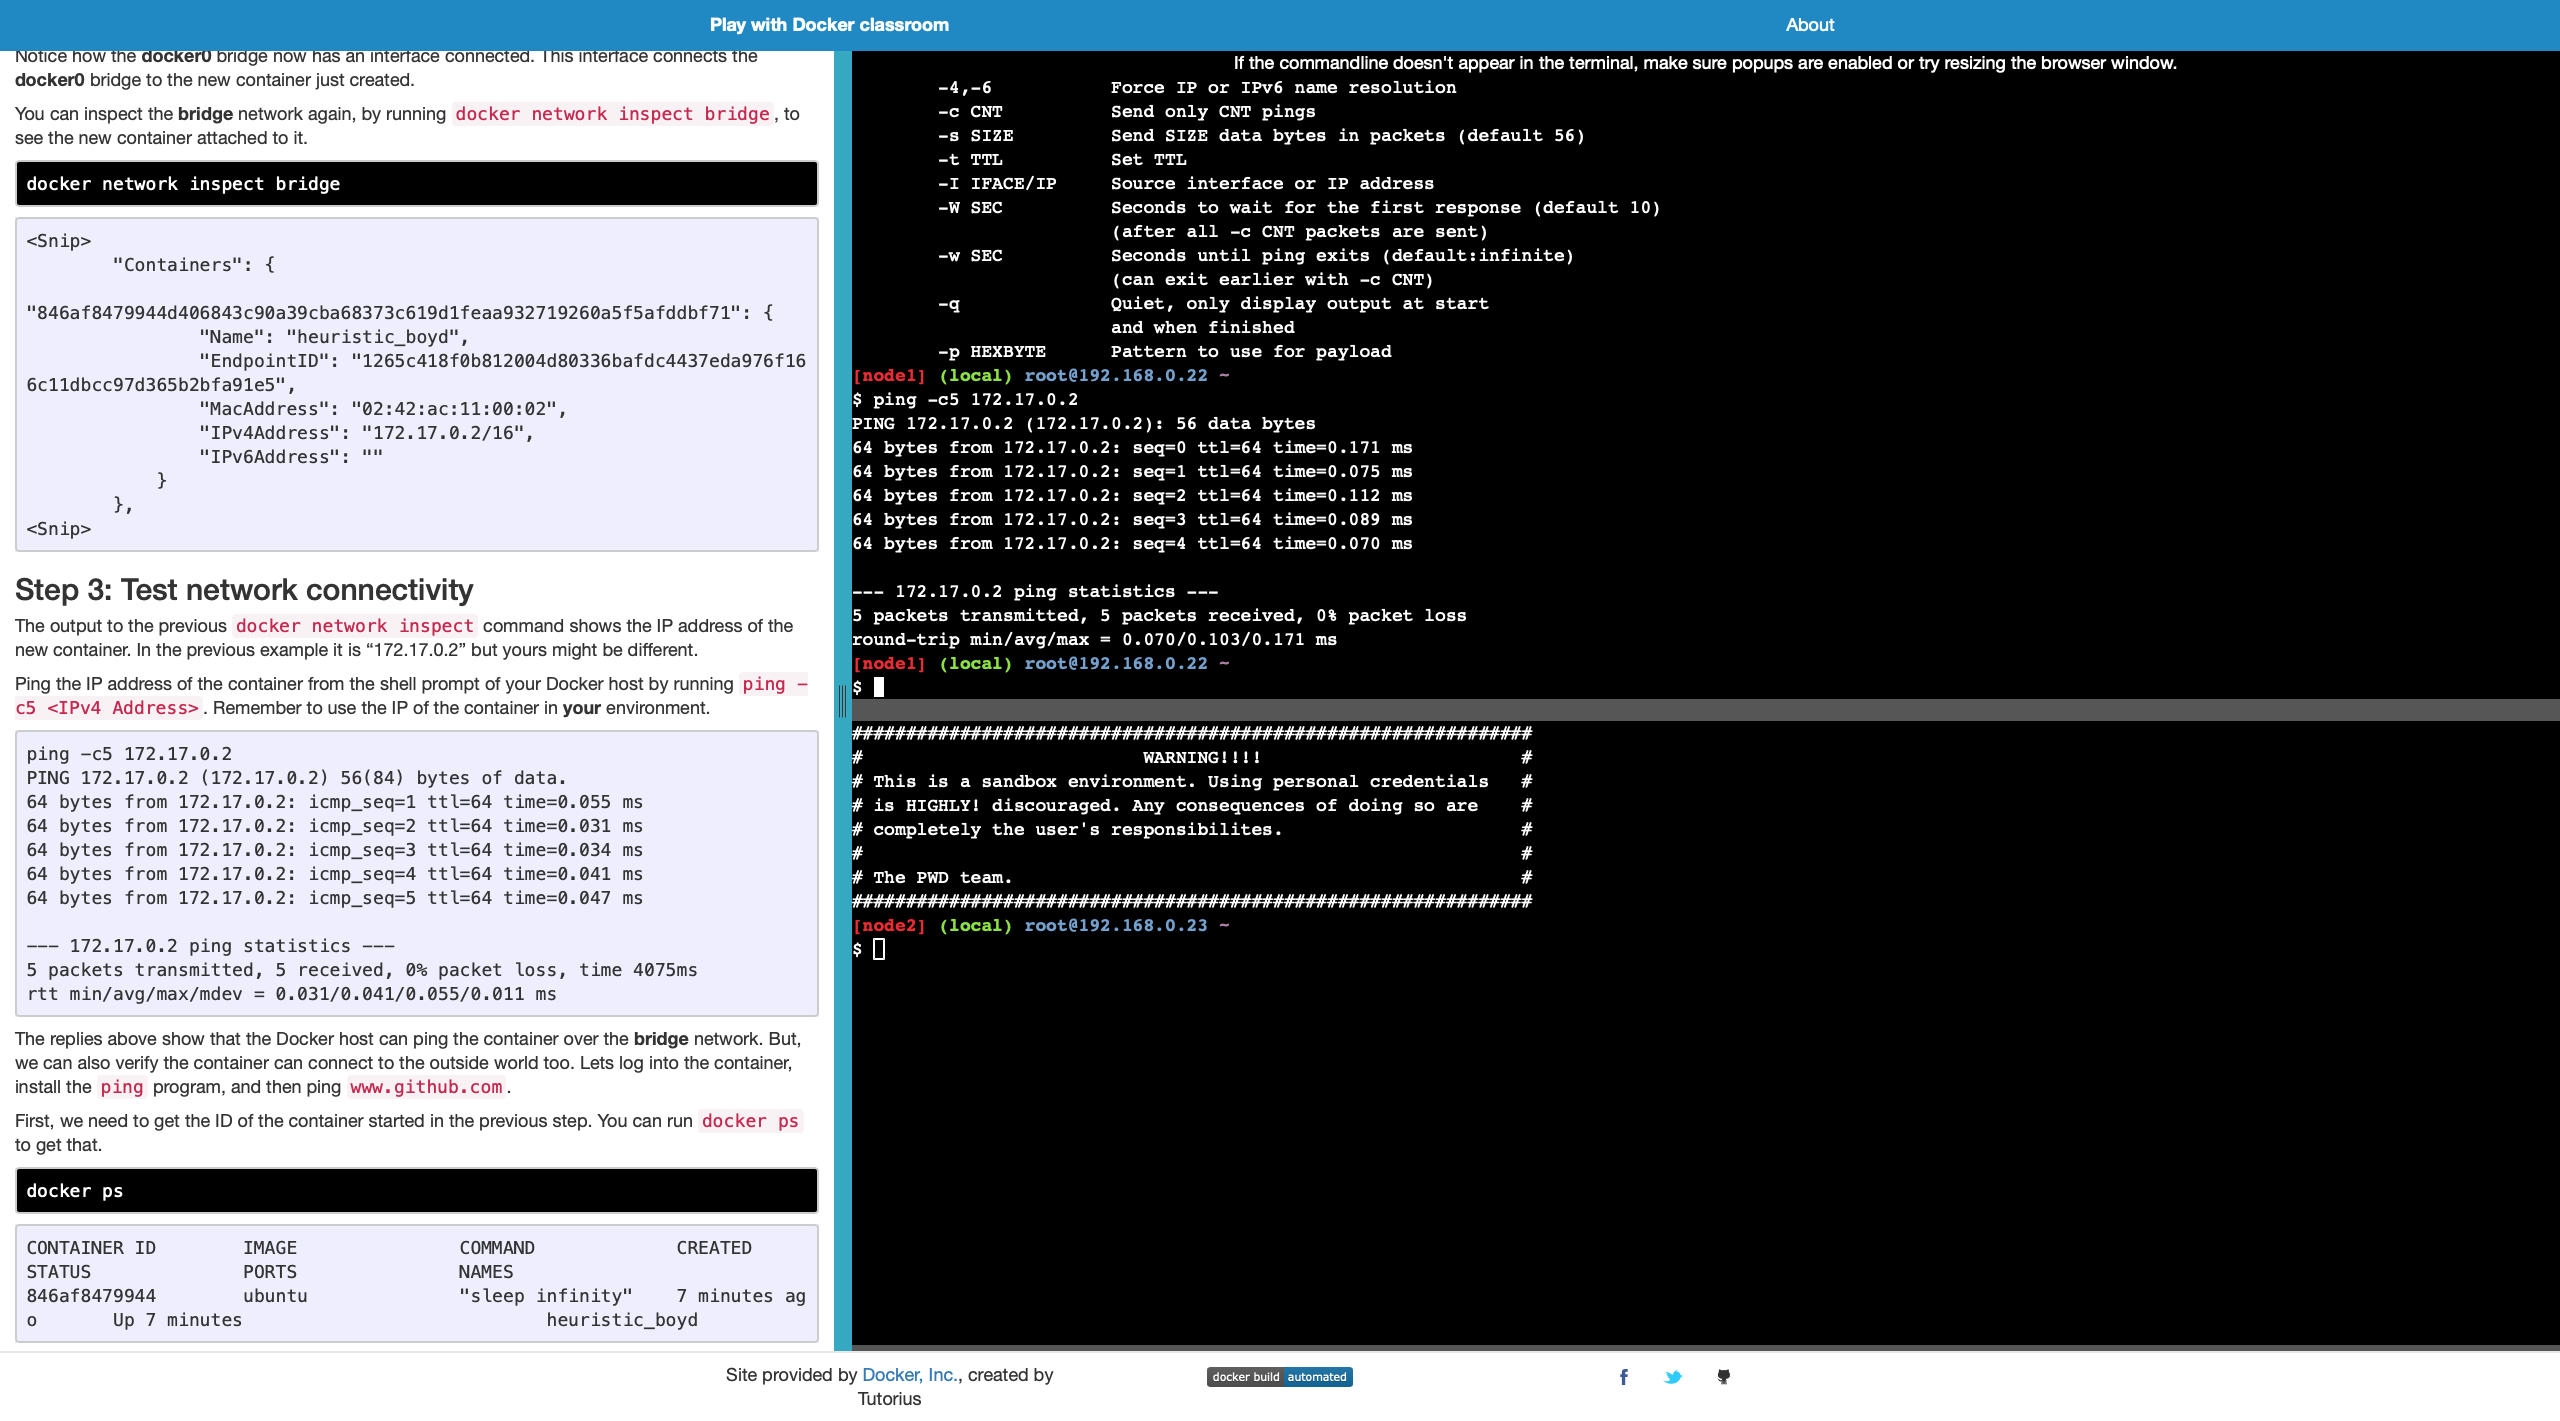 Play with Docker classroom
About
Notice how the docker0 bridge now has an interface connected. This interface connects the
docker0 bridge to the new container just created.
You can inspect the bridge network again, by running docker network inspect bridge, to
see the new container attached to it.
docker network inspect bridge
<Snip>
"Containers": {
"846af8479944d406843c90a39cba68373c619d1feaa932719260a5f5afddbf71": {
"Name": "heuristic_boyd",
"EndpointID": "1265c418f0b812004d80336bafdc4437eda976f16
6c11dbcc97d365b2bfa91e5",
"MacAddress": "02:42:ac:11:00:02",
"IPv4Address": "172.17.0.2/16",
"IPv6Address": ""
}
},
<Snip>
Step 3: Test network connectivity
The output to the previous docker network inspect command shows the IP address of the
new container. In the previous example it is “172.17.0.2” but yours might be different.
Ping the IP address of the container from the shell prompt of your Docker host by running ping -
c5 <IPv4 Address>. Remember to use the IP of the container in your environment.
ping -c5 172.17.0.2
PING 172.17.0.2 (172.17.0.2) 56(84) bytes of data.
64 bytes from 172.17.0.2: icmp_seq=1 ttl=64 time=0.055 ms
64 bytes from 172.17.0.2: icmp_seq=2 ttl=64 time=0.031 ms
64 bytes from 172.17.0.2: icmp_seq=3 ttl=64 time=0.034 ms
64 bytes from 172.17.0.2: icmp_seq=4 ttl=64 time=0.041 ms
64 bytes from 172.17.0.2: icmp_seq=5 ttl=64 time=0.047 ms
--- 172.17.0.2 ping statistics ---
5 packets transmitted, 5 received, 0% packet loss, time 4075ms
rtt min/avg/max/mdev = 0.031/0.041/0.055/0.011 ms
The replies above show that the Docker host can ping the container over the bridge network. But,
we can also verify the container can connect to the outside world too. Lets log into the container,
install the ping program, and then ping www.github.com.
First, we need to get the ID of the container started in the previous step. You can run docker ps
to get that.
docker ps
CONTAINER ID IMAGE COMMAND CREATED
STATUS PORTS NAMES
846af8479944 ubuntu "sleep infinity" 7 minutes ag
o Up 7 minutes heuristic_boyd
If the commandline doesn't appear in the terminal, make sure popups are enabled or try resizing the browser window.
-4,-6 Force IP or IPv6 name resolution
-c CNT Send only CNT pings
-s SIZE Send SIZE data bytes in packets (default 56)
-t TTL Set TTL
-I IFACE/IP Source interface or IP address
-W SEC Seconds to wait for the first response (default 10)
(after all -c CNT packets are sent)
-w SEC Seconds until ping exits (default:infinite)
(can exit earlier with -c CNT)
-q Quiet, only display output at start
and when finished
-p HEXBYTE Pattern to use for payload
[node1] (local) root@192.168.0.22 ~
$ ping -c5 172.17.0.2
PING 172.17.0.2 (172.17.0.2): 56 data bytes
64 bytes from 172.17.0.2: seq=0 ttl=64 time=0.171 ms
64 bytes from 172.17.0.2: seq=1 ttl=64 time=0.075 ms
64 bytes from 172.17.0.2: seq=2 ttl=64 time=0.112 ms
64 bytes from 172.17.0.2: seq=3 ttl=64 time=0.089 ms
64 bytes from 172.17.0.2: seq=4 ttl=64 time=0.070 ms
--- 172.17.0.2 ping statistics ---
5 packets transmitted, 5 packets received, 0% packet loss
round-trip min/avg/max = 0.070/0.103/0.171 ms
[node1] (local) root@192.168.0.22 ~
$
###############################################################
# WARNING!!!! #
# This is a sandbox environment. Using personal credentials #
# is HIGHLY! discouraged. Any consequences of doing so are #
# completely the user's responsibilites. #
# #
# The PWD team. #
###############################################################
[node2] (local) root@192.168.0.23 ~
$
Site provided by Docker, Inc., created by
Tutorius
docker build automated